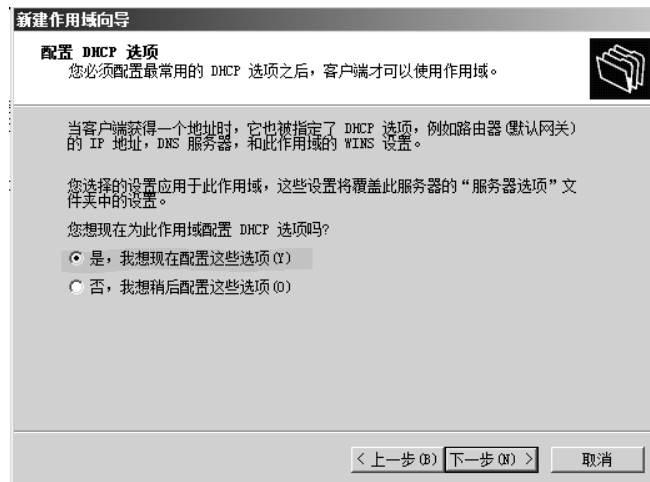 新建作用域向导
配置 DHCP 选项
您必须配置最常用的 DHCP 选项之后，客户端才可以使用作用域。
当客户端获得一个地址时，它也被指定了 DHCP 选项，例如路由器(默认网关)
的 IP 地址，DNS 服务器，和此作用域的 WINS 设置。
您选择的设置应用于此作用域，这些设置将覆盖此服务器的“服务器选项”文
件夹中的设置。
您想现在为此作用域配置 DHCP 选项吗?
是，我想现在配置这些选项(Y)
否，我想稍后配置这些选项(O)
< 上一步(B) 下一步(N) > 取消